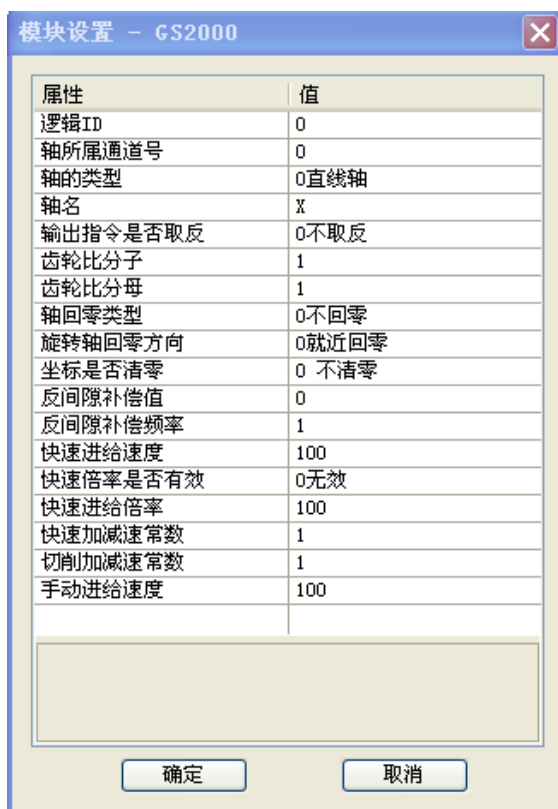 模块设置 - GS2000
属性 值
逻辑ID 0
轴所属通道号 0
轴的类型 0直线轴
轴名 X
输出指令是否取反 0不取反
齿轮比分子 1
齿轮比分母 1
轴回零类型 0不回零
旋转轴回零方向 0就近回零
坐标是否清零 0 不清零
反间隙补偿值 0
反间隙补偿频率 1
快速进给速度 100
快速倍率是否有效 0无效
快速进给倍率 100
快速加减速常数 1
切削加减速常数 1
手动进给速度 100
确定 取消